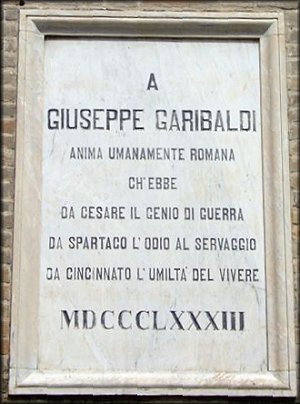 A
GIUSEPPE GARIBALDI
ANIMA UMANAMENTE ROMANA
CH'EBBE
DA CESARE IL GENIO DI GUERRA
DA SPARTACO L'ODIO AL SERVAGGIO
DA CINCINNATO L'UMILTA' DEL VIVERE
MDCCCLXXXIII